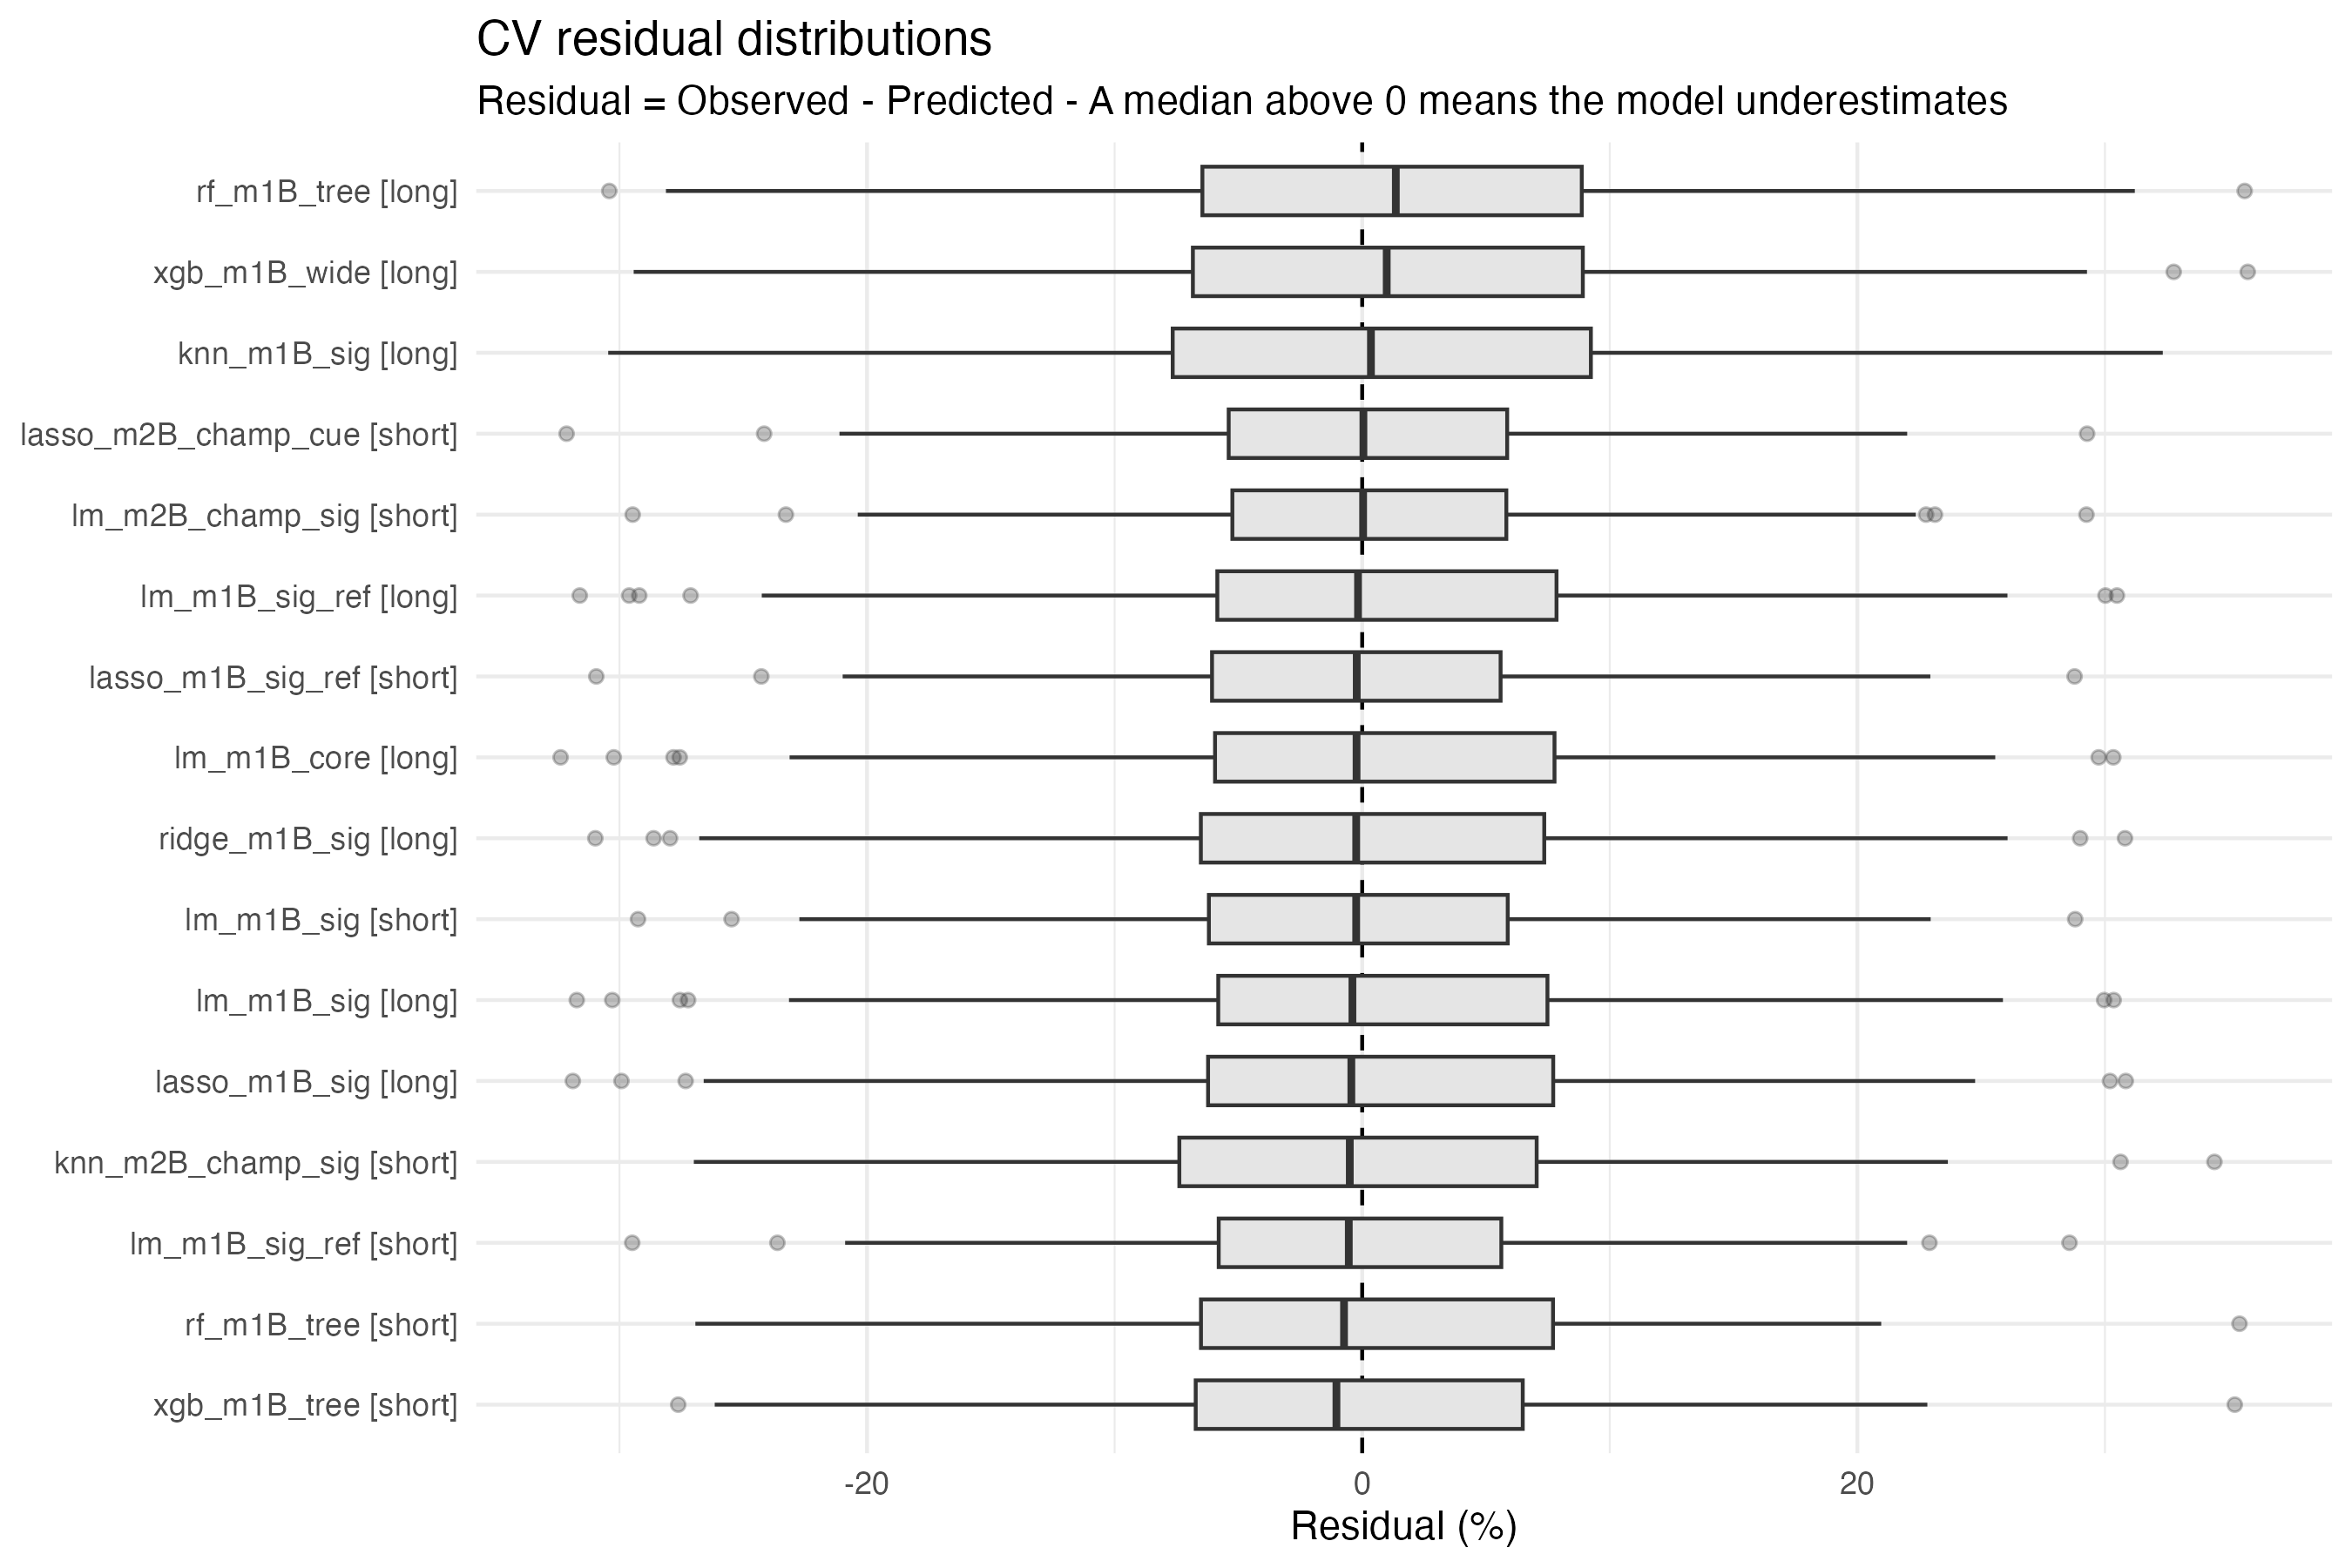 CV residual distributions
Residual = Observed - Predicted - A median above 0 means the model underestimates
rf_m1B_tree [long]
xgb_m1B_wide [long]
knn_m1B_sig [long]
lasso_m2B_champ_cue [short]
lm_m2B_champ_sig [short]
lm_m1B_sig_ref [long]
lasso_m1B_sig_ref [short]
lm_m1B_core [long]
ridge_m1B_sig [long]
lm_m1B_sig [short]
lm_m1B_sig [long]
lasso_m1B_sig [long]
knn_m2B_champ_sig [short]
lm_m1B_sig_ref [short]
rf_m1B_tree [short]
xgb_m1B_tree [short]
-20 0 20
Residual (%)